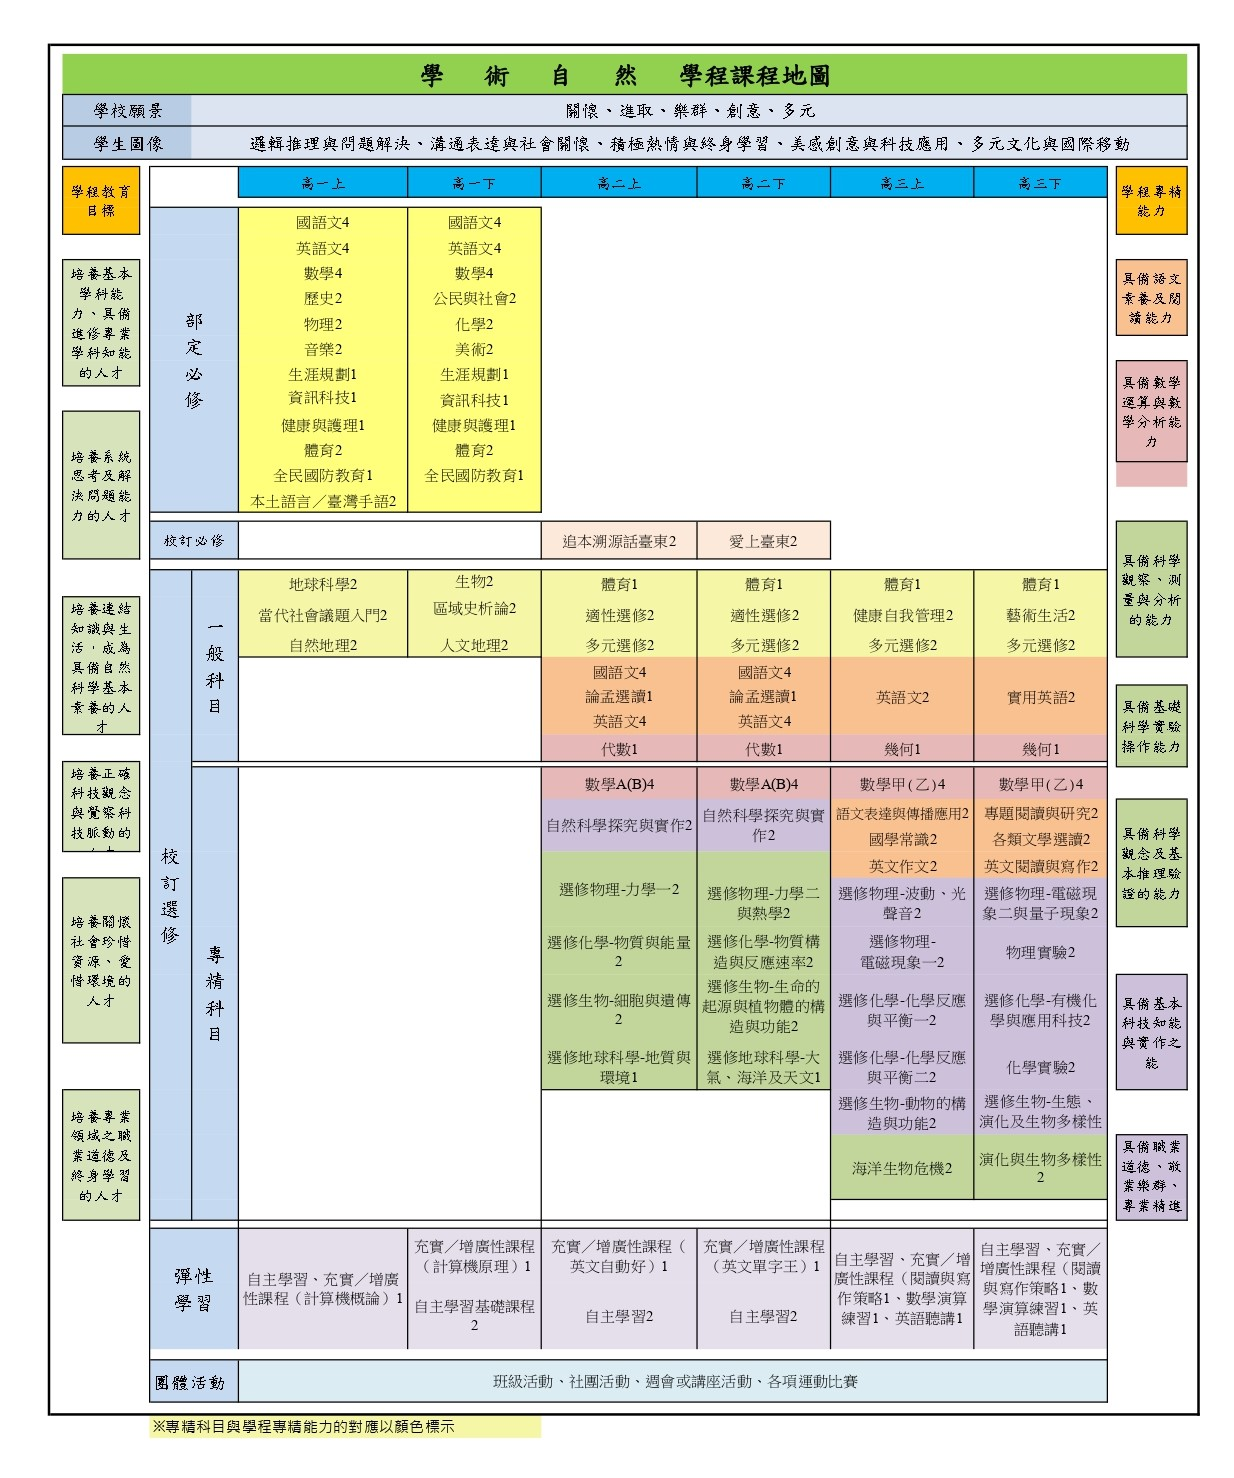 學 術 自 然 學程課程地圖
學校願景
關懷、進取、樂群、創意、多元
學生圖像
邏輯推理與問題解決、溝通表達與社會關懷、積極熱情與終身學習、美感創意與科技應用、多元文化與國際移動
學程教育
目標
培養基本
學科能
力、具備
進修專業
學科知能
的人才
培養系統
思考及解
決問題能
力的人才
培養連結
知識與生
活，成為
具備自然
科學基本
素養的人
才
培養正確
科技觀念
與覺察科
技脈動的
培養關懷
社會珍惜
資源、愛
惜環境的
人才
培養專業
領域之職
業道德及
終身學習
的人才
高一上
高一下
高二上
高二下
高三上
高三下
部
定
必
修
國語文4
英語文4
數學4
歷史2
物理2
音樂2
生涯規劃1
資訊科技1
健康與護理1
體育2
全民國防教育1
本土語言／臺灣手語2
國語文4
英語文4
數學4
公民與社會2
化學2
美術2
生涯規劃1
資訊科技1
健康與護理1
體育2
全民國防教育1
校訂必修
追本溯源話臺東2
愛上臺東2
校
訂
選
修
一
般
科
目
地球科學2
當代社會議題入門2
自然地理2
生物2
區域史析論2
人文地理2
體育1
適性選修2
多元選修2
國語文4
論孟選讀1
英語文4
代數1
體育1
適性選修2
多元選修2
國語文4
論孟選讀1
英語文4
代數1
體育1
健康自我管理2
多元選修2
英語文2
幾何1
體育1
藝術生活2
多元選修2
實用英語2
幾何1
專
精
科
目
數學A(B)4
自然科學探究與實作2
選修物理-力學一2
選修化學-物質與能量
2
選修生物-細胞與遺傳
2
選修地球科學-地質與
環境1
數學A(B)4
自然科學探究與實
作2
選修物理-力學二
與熱學2
選修化學-物質構
造與反應速率2
選修生物-生命的
起源與植物體的構
造與功能2
選修地球科學-大
氣、海洋及天文1
數學甲(乙)4
語文表達與傳播應用2
國學常識2
英文作文2
選修物理-波動、光
聲音2
選修物理-
電磁現象一2
選修化學-化學反應
與平衡一2
選修化學-化學反應
與平衡二2
選修生物-動物的構
造與功能2
海洋生物危機2
數學甲(乙)4
專題閱讀與研究2
各類文學選讀2
英文閱讀與寫作2
選修物理-電磁現
象二與量子現象2
物理實驗2
選修化學-有機化
學與應用科技2
化學實驗2
選修生物-生態、
演化及生物多樣性
演化與生物多樣性
2
彈性
學習
自主學習、充實／增廣
性課程（計算機概論）1
充實／增廣性課程
（計算機原理）1
自主學習基礎課程
2
充實／增廣性課程（
英文自動好）1
自主學習2
充實／增廣性課程
（英文單字王）1
自主學習2
自主學習、充實／增
廣性課程（閱讀與寫
作策略1、數學演算
練習1、英語聽講1
自主學習、充實／
增廣性課程（閱讀
與寫作策略1、數
學演算練習1、英
語聽講1
團體活動
班級活動、社團活動、週會或講座活動、各項運動比賽
學程專精
能力
具備語文
素養及閱
讀能力
具備數學
運算與數
學分析能
力
具備科學
觀察、測
量與分析
的能力
具備基礎
科學實驗
操作能力
具備科學
觀念及基
本推理驗
證的能力
具備基本
科技知能
與實作之
能
具備職業
道德、敬
業樂群、
專業精進
※專精科目與學程專精能力的對應以顏色標示